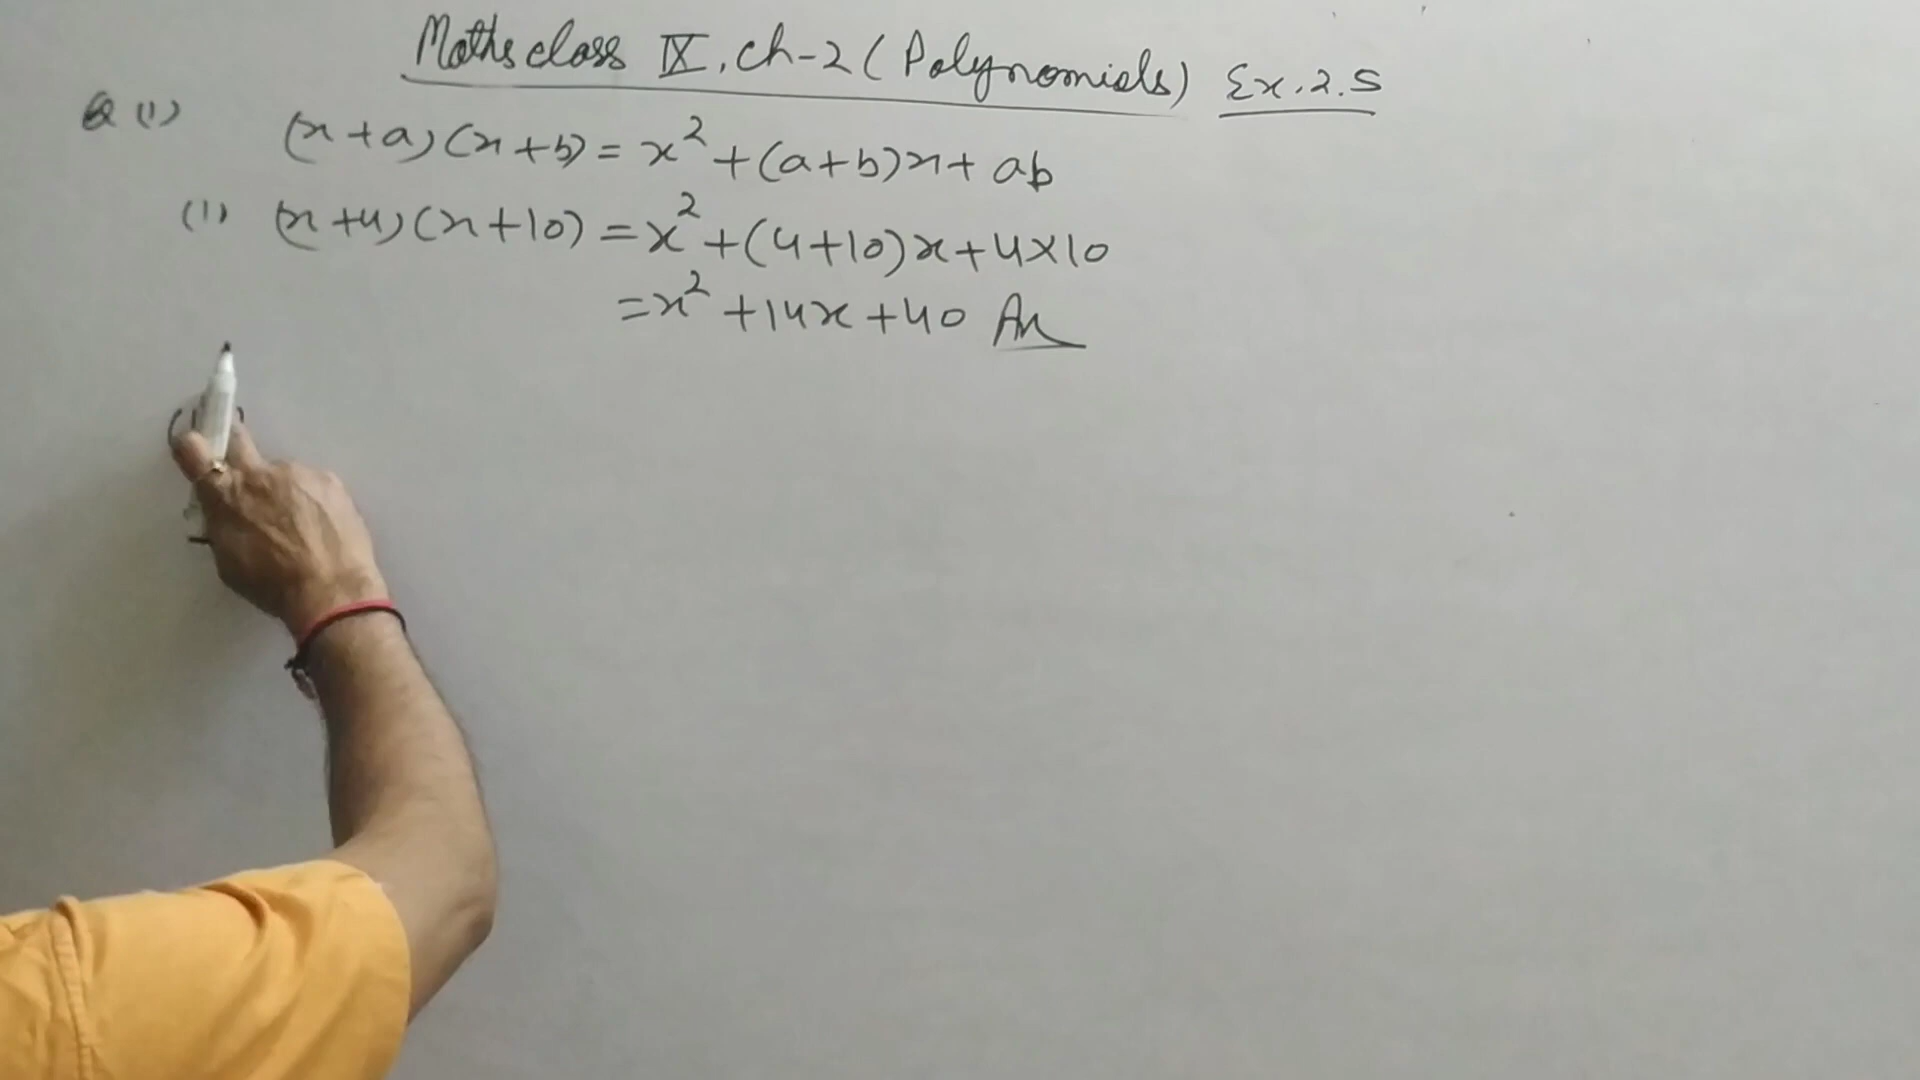 Maths class IX, Ch-2 (Polynomials) Ex. 2.5
Q (1)
(x+a)(x+b) = x² + (a+b)x + ab
(1) (x+4)(x+10) = x² + (4+10)x + 4×10
= x² + 14x + 40 An